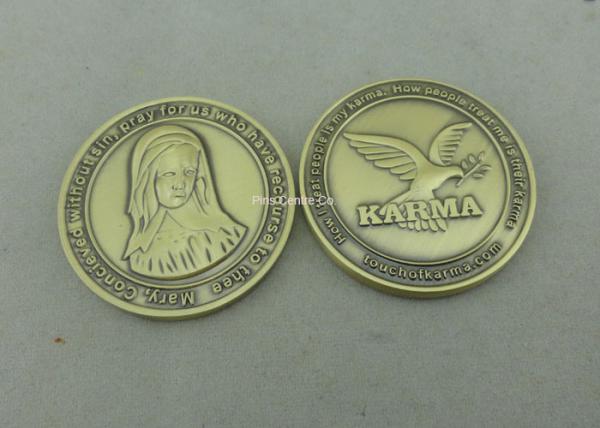 Mary, Concieved without sin, pray for us who have recourse to thee
Pins Centre Co.
How I treat people is my karma. How people treat me is their karma
KARMA
touchofkarma.com